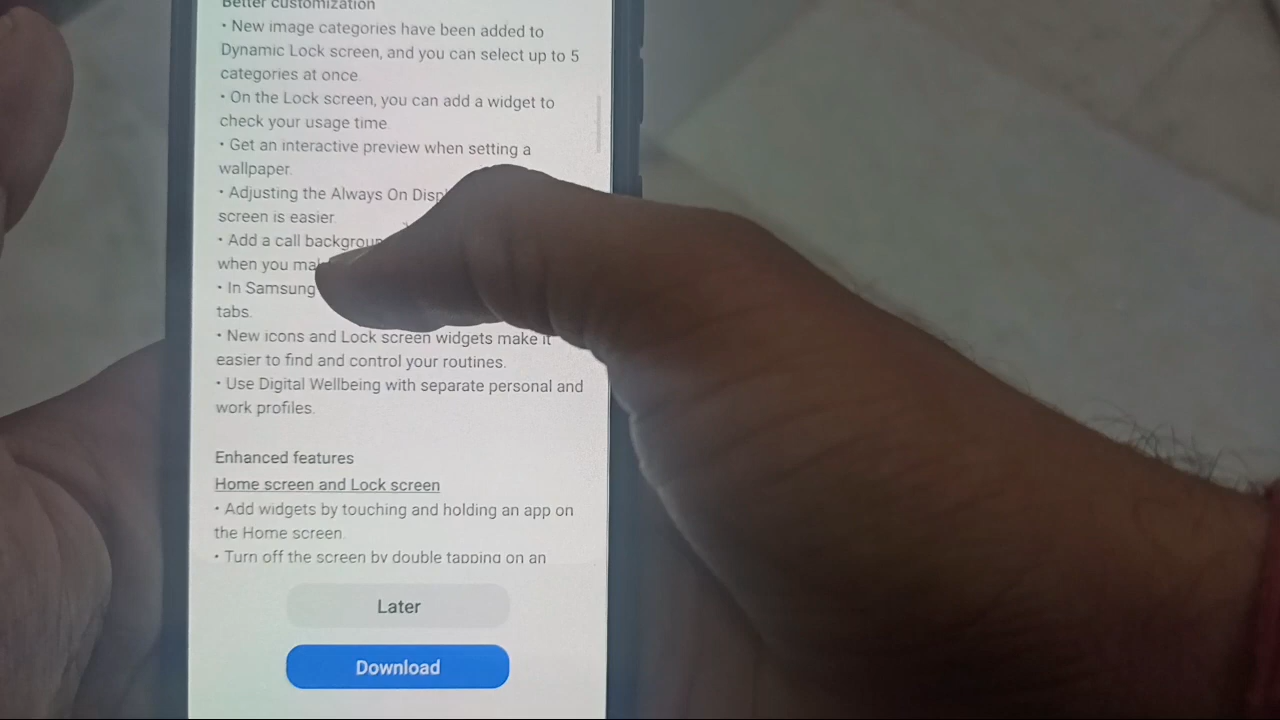 Better customization
• New image categories have been added to
Dynamic Lock screen, and you can select up to 5
categories at once.
• On the Lock screen, you can add a widget to
check your usage time.
• Get an interactive preview when setting a
wallpaper.
• Adjusting the Always On
screen is easier.
• Add a call
when you
• In Samsung
tabs.
• New icons and Lock screen widgets make it
easier to find and control your routines.
• Use Digital Wellbeing with separate personal and
work profiles.
Enhanced features
Home screen and Lock screen
• Add widgets by touching and holding an app on
the Home screen.
• Turn off the screen by double tapping on an
Later
Download